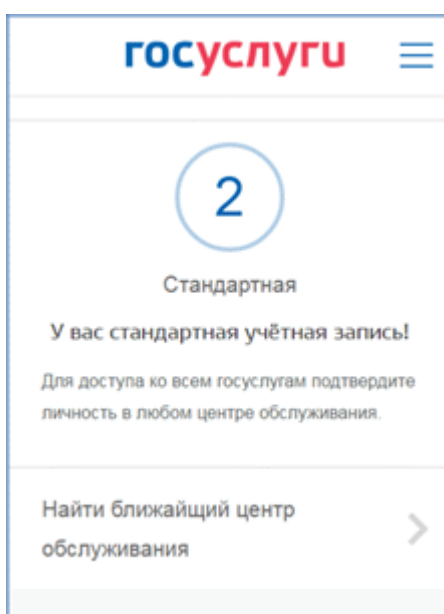 госуслуги
2
Стандартная
У вас стандартная учётная запись!
Для доступа ко всем госуслугам подтвердите
личность в любом центре обслуживания.
Найти ближайщий центр
обслуживания